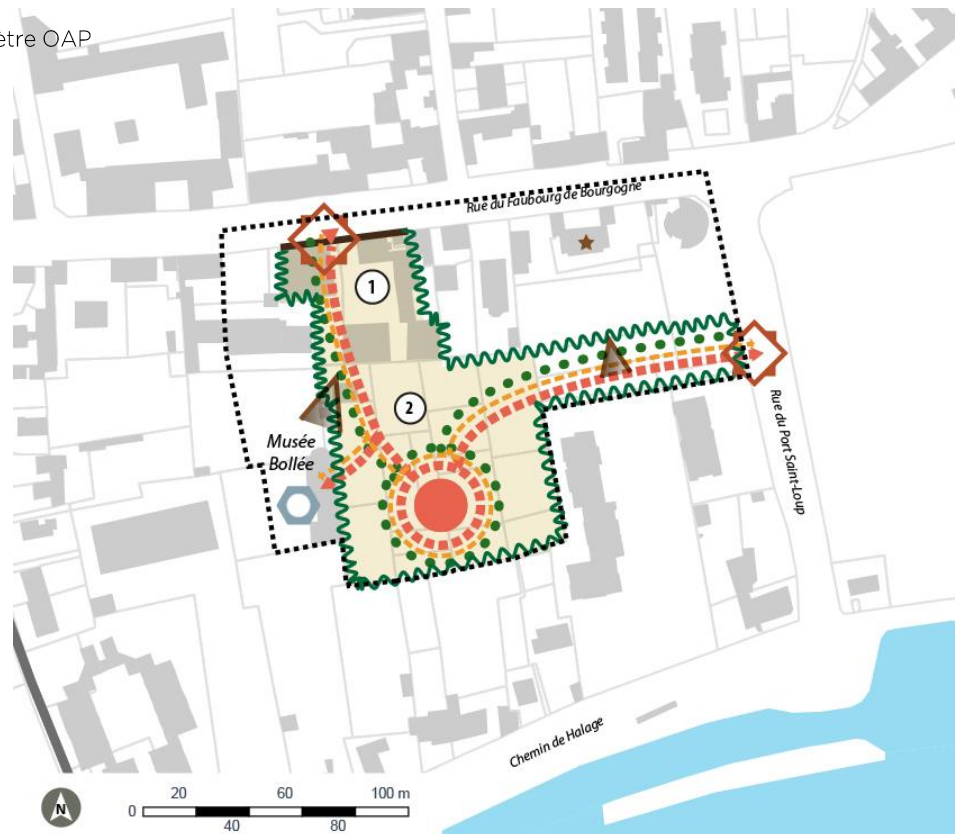 ètre OAP
Rue du Faubourg de Bourgogne
1
2
Musée
Bollée
Rue du Port Saint-Loup
Chemin de Halage
N
0 20 60 100 m
40 80